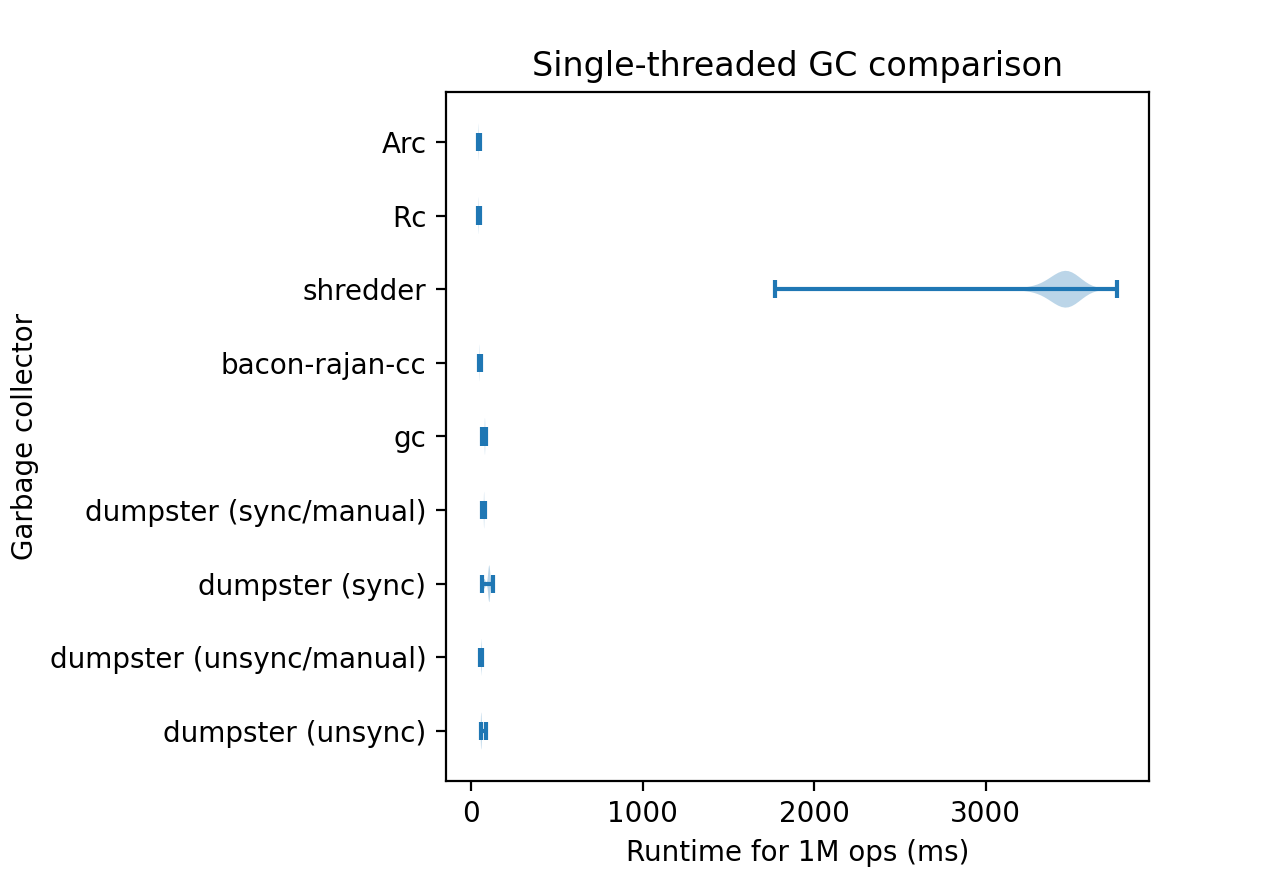 Single-threaded GC comparison
Garbage collector
Arc
Rc
shredder
bacon-rajan-cc
gc
dumpster (sync/manual)
dumpster (sync)
dumpster (unsync/manual)
dumpster (unsync)
0 1000 2000 3000
Runtime for 1M ops (ms)